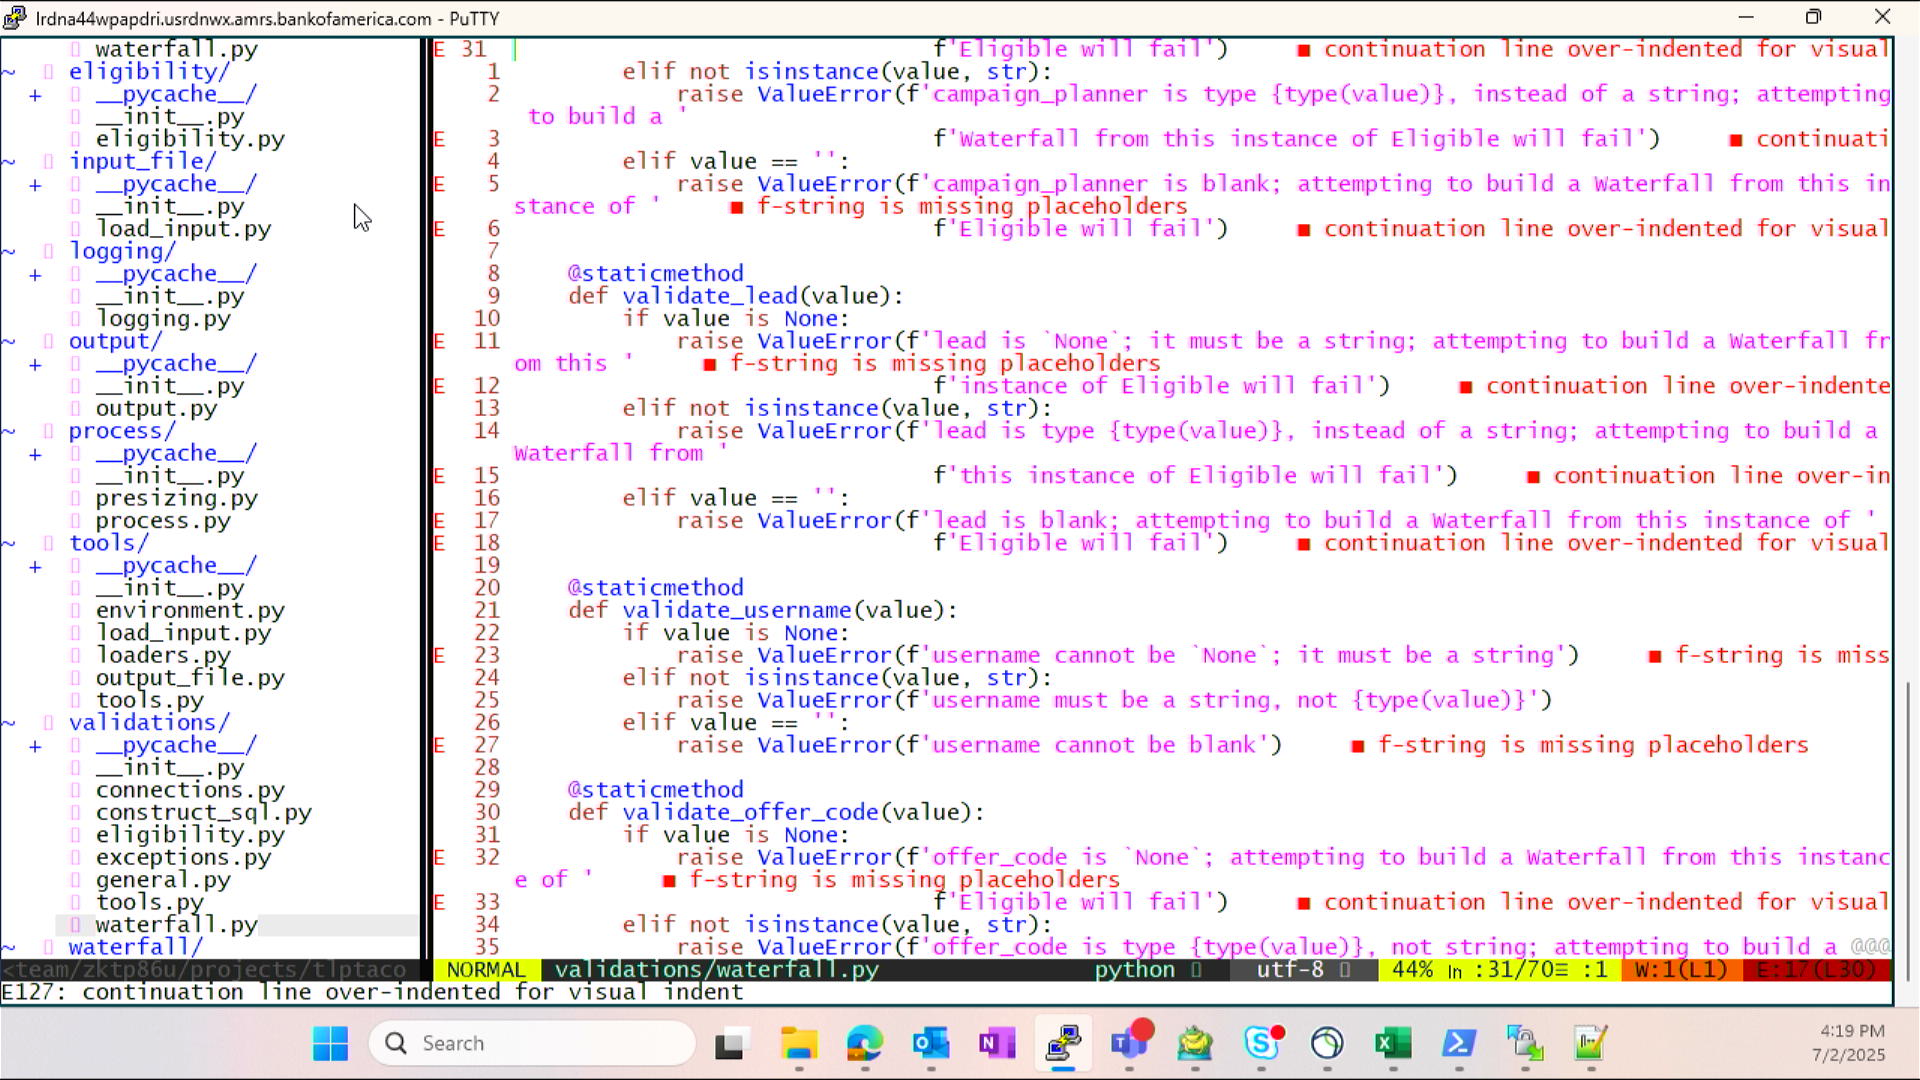 lrdna44wpapdri.usrdnwx.amrs.bankofamerica.com - PuTTY
waterfall.py
~ eligibility/
+ __pycache__/
__init__.py
eligibility.py
~ input_file/
+ __pycache__/
__init__.py
load_input.py
~ logging/
+ __pycache__/
__init__.py
logging.py
~ output/
+ __pycache__/
__init__.py
output.py
~ process/
+ __pycache__/
__init__.py
presizing.py
process.py
~ tools/
+ __pycache__/
__init__.py
environment.py
load_input.py
loaders.py
output_file.py
tools.py
~ validations/
+ __pycache__/
__init__.py
connections.py
construct_sql.py
eligibility.py
exceptions.py
general.py
tools.py
waterfall.py
~ waterfall/
<team/zktp86u/projects/tlptaco
E 31 f'Eligible will fail') ■ continuation line over-indented for visual
1 elif not isinstance(value, str):
2 raise ValueError(f'campaign_planner is type {type(value)}, instead of a string; attempting
to build a '
E 3 f'Waterfall from this instance of Eligible will fail') ■ continuati
4 elif value == '':
E 5 raise ValueError(f'campaign_planner is blank; attempting to build a Waterfall from this in
stance of ' ■ f-string is missing placeholders
E 6 f'Eligible will fail') ■ continuation line over-indented for visual
7
8 @staticmethod
9 def validate_lead(value):
10 if value is None:
E 11 raise ValueError(f'lead is `None`; it must be a string; attempting to build a Waterfall fr
om this ' ■ f-string is missing placeholders
E 12 f'instance of Eligible will fail') ■ continuation line over-indente
13 elif not isinstance(value, str):
14 raise ValueError(f'lead is type {type(value)}, instead of a string; attempting to build a
Waterfall from '
E 15 f'this instance of Eligible will fail') ■ continuation line over-in
16 elif value == '':
E 17 raise ValueError(f'lead is blank; attempting to build a Waterfall from this instance of '
E 18 f'Eligible will fail') ■ continuation line over-indented for visual
19
20 @staticmethod
21 def validate_username(value):
22 if value is None:
E 23 raise ValueError(f'username cannot be `None`; it must be a string') ■ f-string is miss
24 elif not isinstance(value, str):
25 raise ValueError(f'username must be a string, not {type(value)}')
26 elif value == '':
E 27 raise ValueError(f'username cannot be blank') ■ f-string is missing placeholders
28
29 @staticmethod
30 def validate_offer_code(value):
31 if value is None:
E 32 raise ValueError(f'offer_code is `None`; attempting to build a Waterfall from this instanc
e of ' ■ f-string is missing placeholders
E 33 f'Eligible will fail') ■ continuation line over-indented for visual
34 elif not isinstance(value, str):
35 raise ValueError(f'offer_code is type {type(value)}, not string; attempting to build a @@@
NORMAL validations/waterfall.py python utf-8 44% ln :31/70≡ :1 W:1(L1) E:17(L30)
E127: continuation line over-indented for visual indent
Search
4:19 PM
7/2/2025